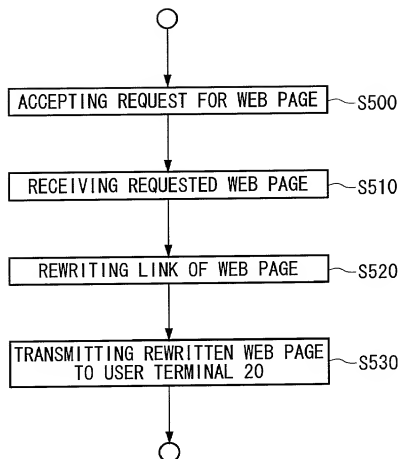 ACCEPTING REQUEST FOR WEB PAGE S500
RECEIVING REQUESTED WEB PAGE S510
REWRITING LINK OF WEB PAGE S520
TRANSMITTING REWRITTEN WEB PAGE
TO USER TERMINAL 20 S530